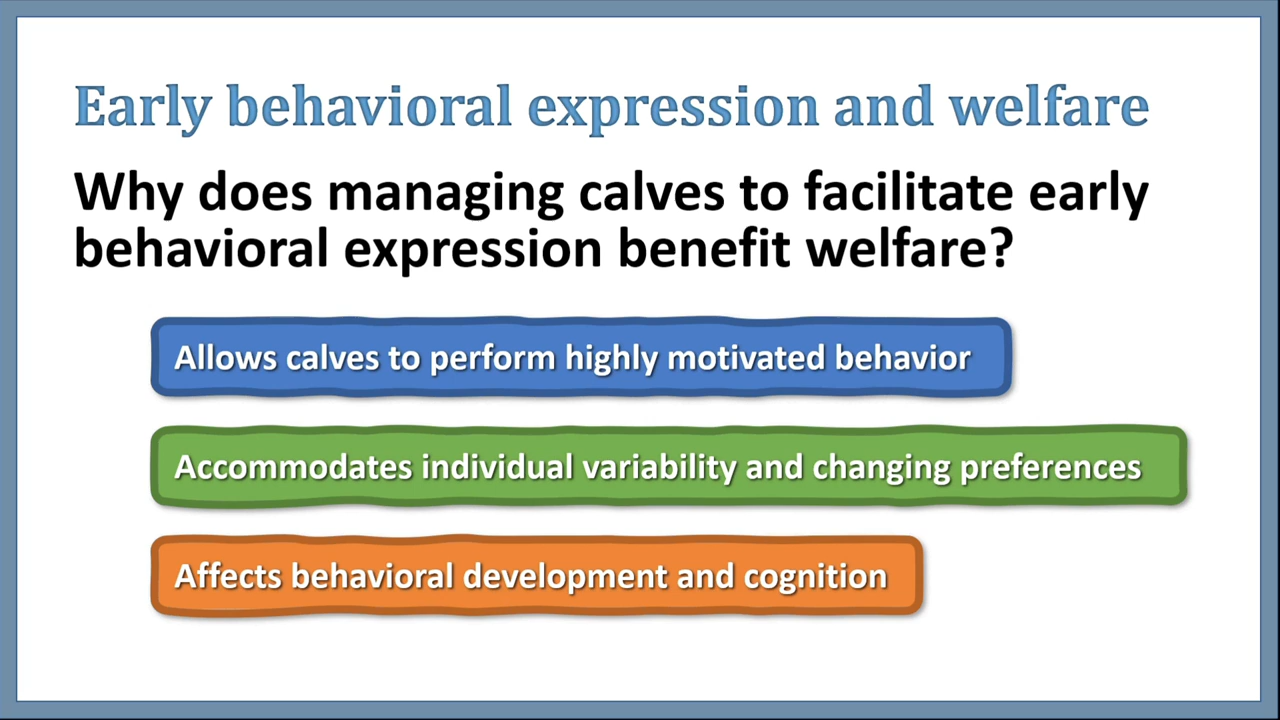 Early behavioral expression and welfare
Why does managing calves to facilitate early
behavioral expression benefit welfare?
Allows calves to perform highly motivated behavior
Accommodates individual variability and changing preferences
Affects behavioral development and cognition